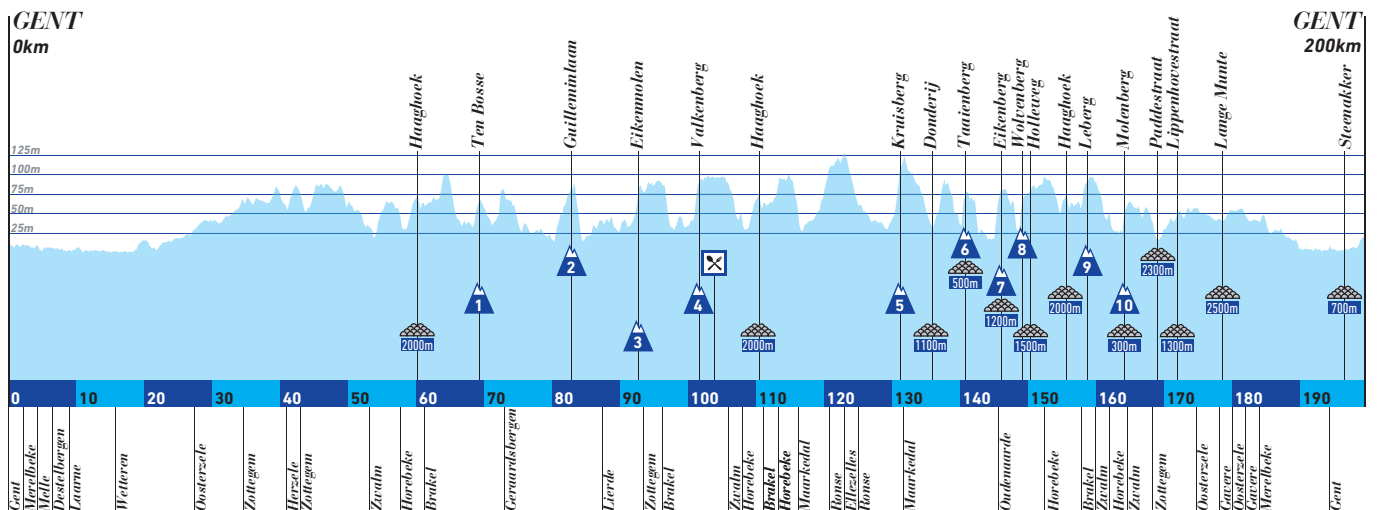 GENT
0km
GENT
200km
Haaghoek
Ten Bosse
Guilleminlaan
Eikenmolen
Valkenberg
Haaghoek
Kruisberg
Donderij
Taaienberg
Eikenberg
Wolvenberg
Holleweg
Haaghoek
Leberg
Molenberg
Paddestraat
Lippenhovestraat
Lange Munte
Steenakker
125m
100m
75m
50m
25m
1
2
3
4
5
6
7
8
9
10
2000m
2000m
1100m
500m
1200m
1500m
2000m
300m
2300m
1300m
2500m
700m
0
10
20
30
40
50
60
70
80
90
100
110
120
130
140
150
160
170
180
190
Gent
Merelbeke
Melle
Destelbergen
Laarne
Wetteren
Oosterzele
Zottegem
Herzele
Zottegem
Zwalm
Horebeke
Brakel
Geraardsbergen
Lierde
Zottegem
Brakel
Zwalm
Horebeke
Brakel
Horebeke
Maarkedal
Ronse
Ellezelles
Ronse
Maarkedal
Oudenaarde
Horebeke
Brakel
Zwalm
Horebeke
Zwalm
Zottegem
Oosterzele
Gavere
Oosterzele
Gavere
Merelbeke
Gent